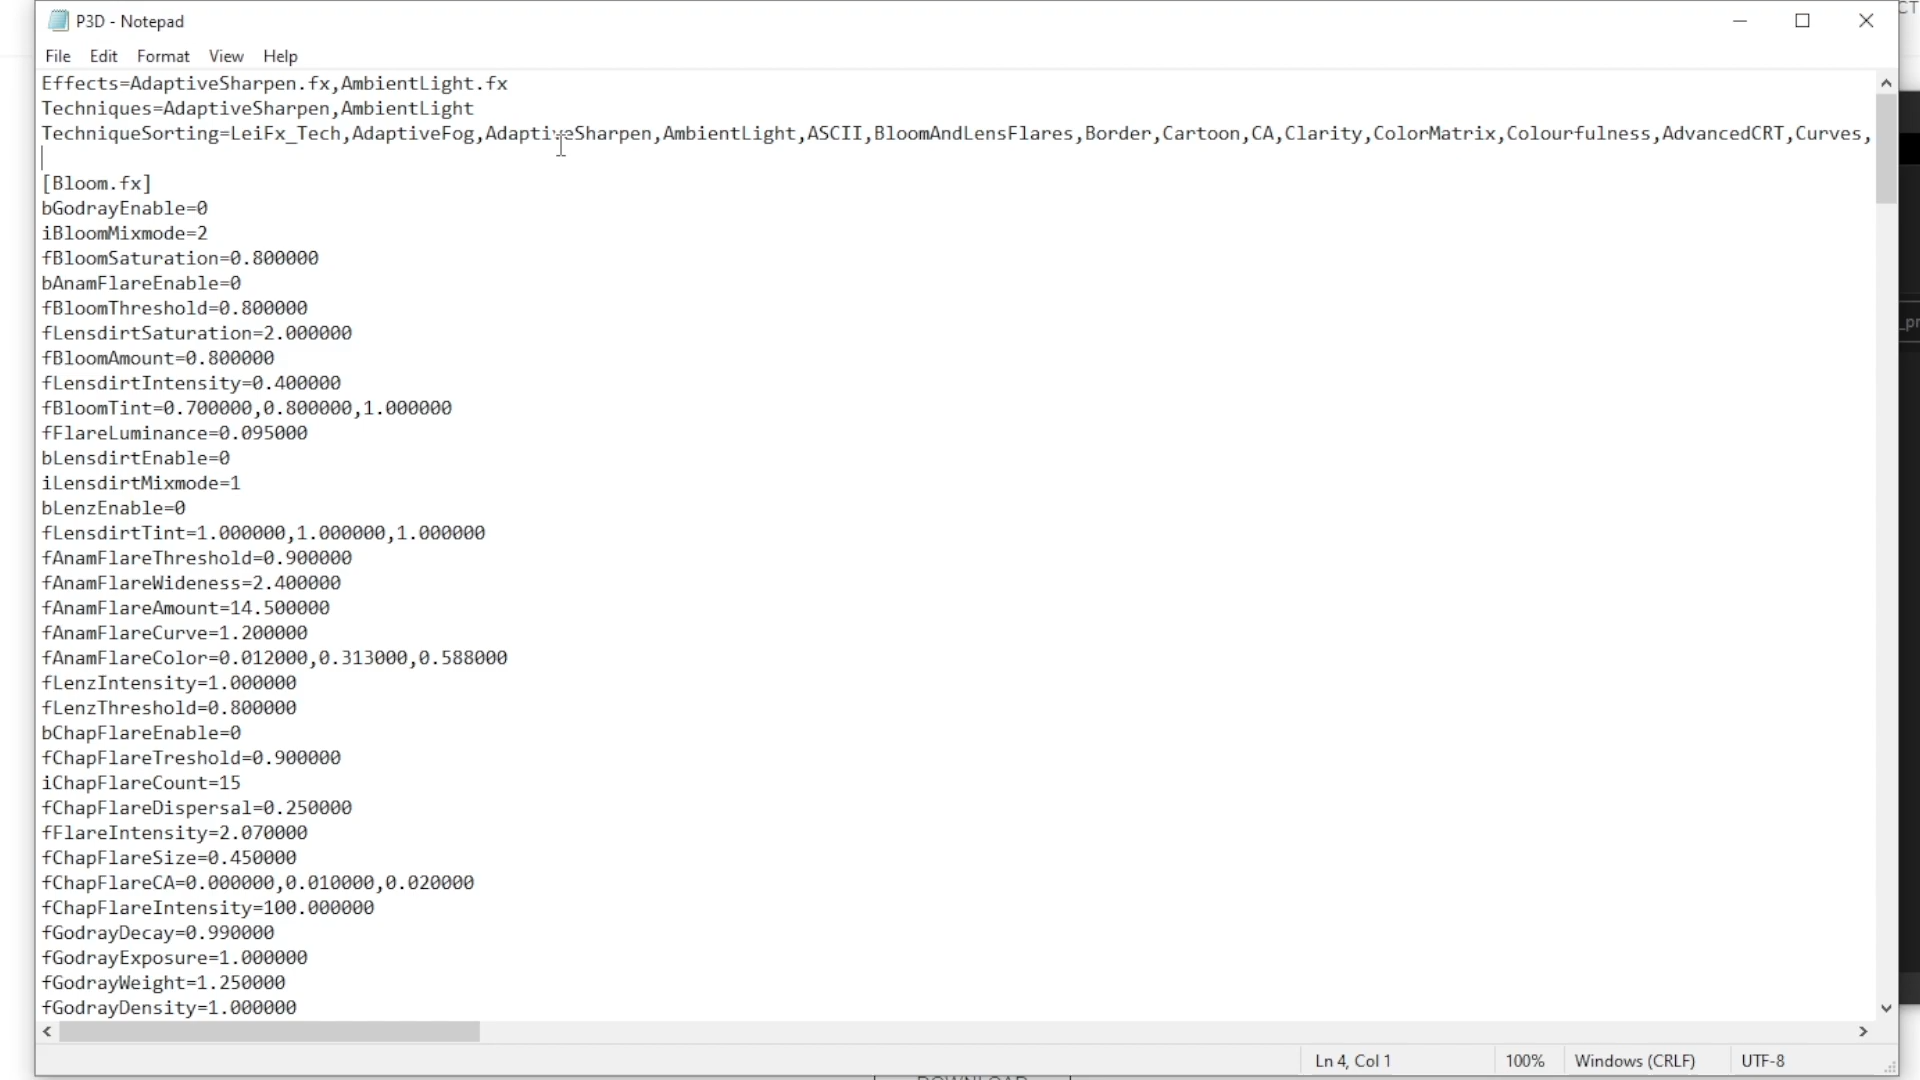 P3D - Notepad
File Edit Format View Help
Effects=AdaptiveSharpen.fx,AmbientLight.fx
Techniques=AdaptiveSharpen,AmbientLight
TechniqueSorting=LeiFx_Tech,AdaptiveFog,AdaptiveSharpen,AmbientLight,ASCII,BloomAndLensFlares,Border,Cartoon,CA,Clarity,ColorMatrix,Colourfulness,AdvancedCRT,Curves,
[Bloom.fx]
bGodrayEnable=0
iBloomMixmode=2
fBloomSaturation=0.800000
bAnamFlareEnable=0
fBloomThreshold=0.800000
fLensdirtSaturation=2.000000
fBloomAmount=0.800000
fLensdirtIntensity=0.400000
fBloomTint=0.700000,0.800000,1.000000
fFlareLuminance=0.095000
bLensdirtEnable=0
iLensdirtMixmode=1
bLenzEnable=0
fLensdirtTint=1.000000,1.000000,1.000000
fAnamFlareThreshold=0.900000
fAnamFlareWideness=2.400000
fAnamFlareAmount=14.500000
fAnamFlareCurve=1.200000
fAnamFlareColor=0.012000,0.313000,0.588000
fLenzIntensity=1.000000
fLenzThreshold=0.800000
bChapFlareEnable=0
fChapFlareTreshold=0.900000
iChapFlareCount=15
fChapFlareDispersal=0.250000
fFlareIntensity=2.070000
fChapFlareSize=0.450000
fChapFlareCA=0.000000,0.010000,0.020000
fChapFlareIntensity=100.000000
fGodrayDecay=0.990000
fGodrayExposure=1.000000
fGodrayWeight=1.250000
fGodrayDensity=1.000000
Ln 4, Col 1 100% Windows (CRLF) UTF-8